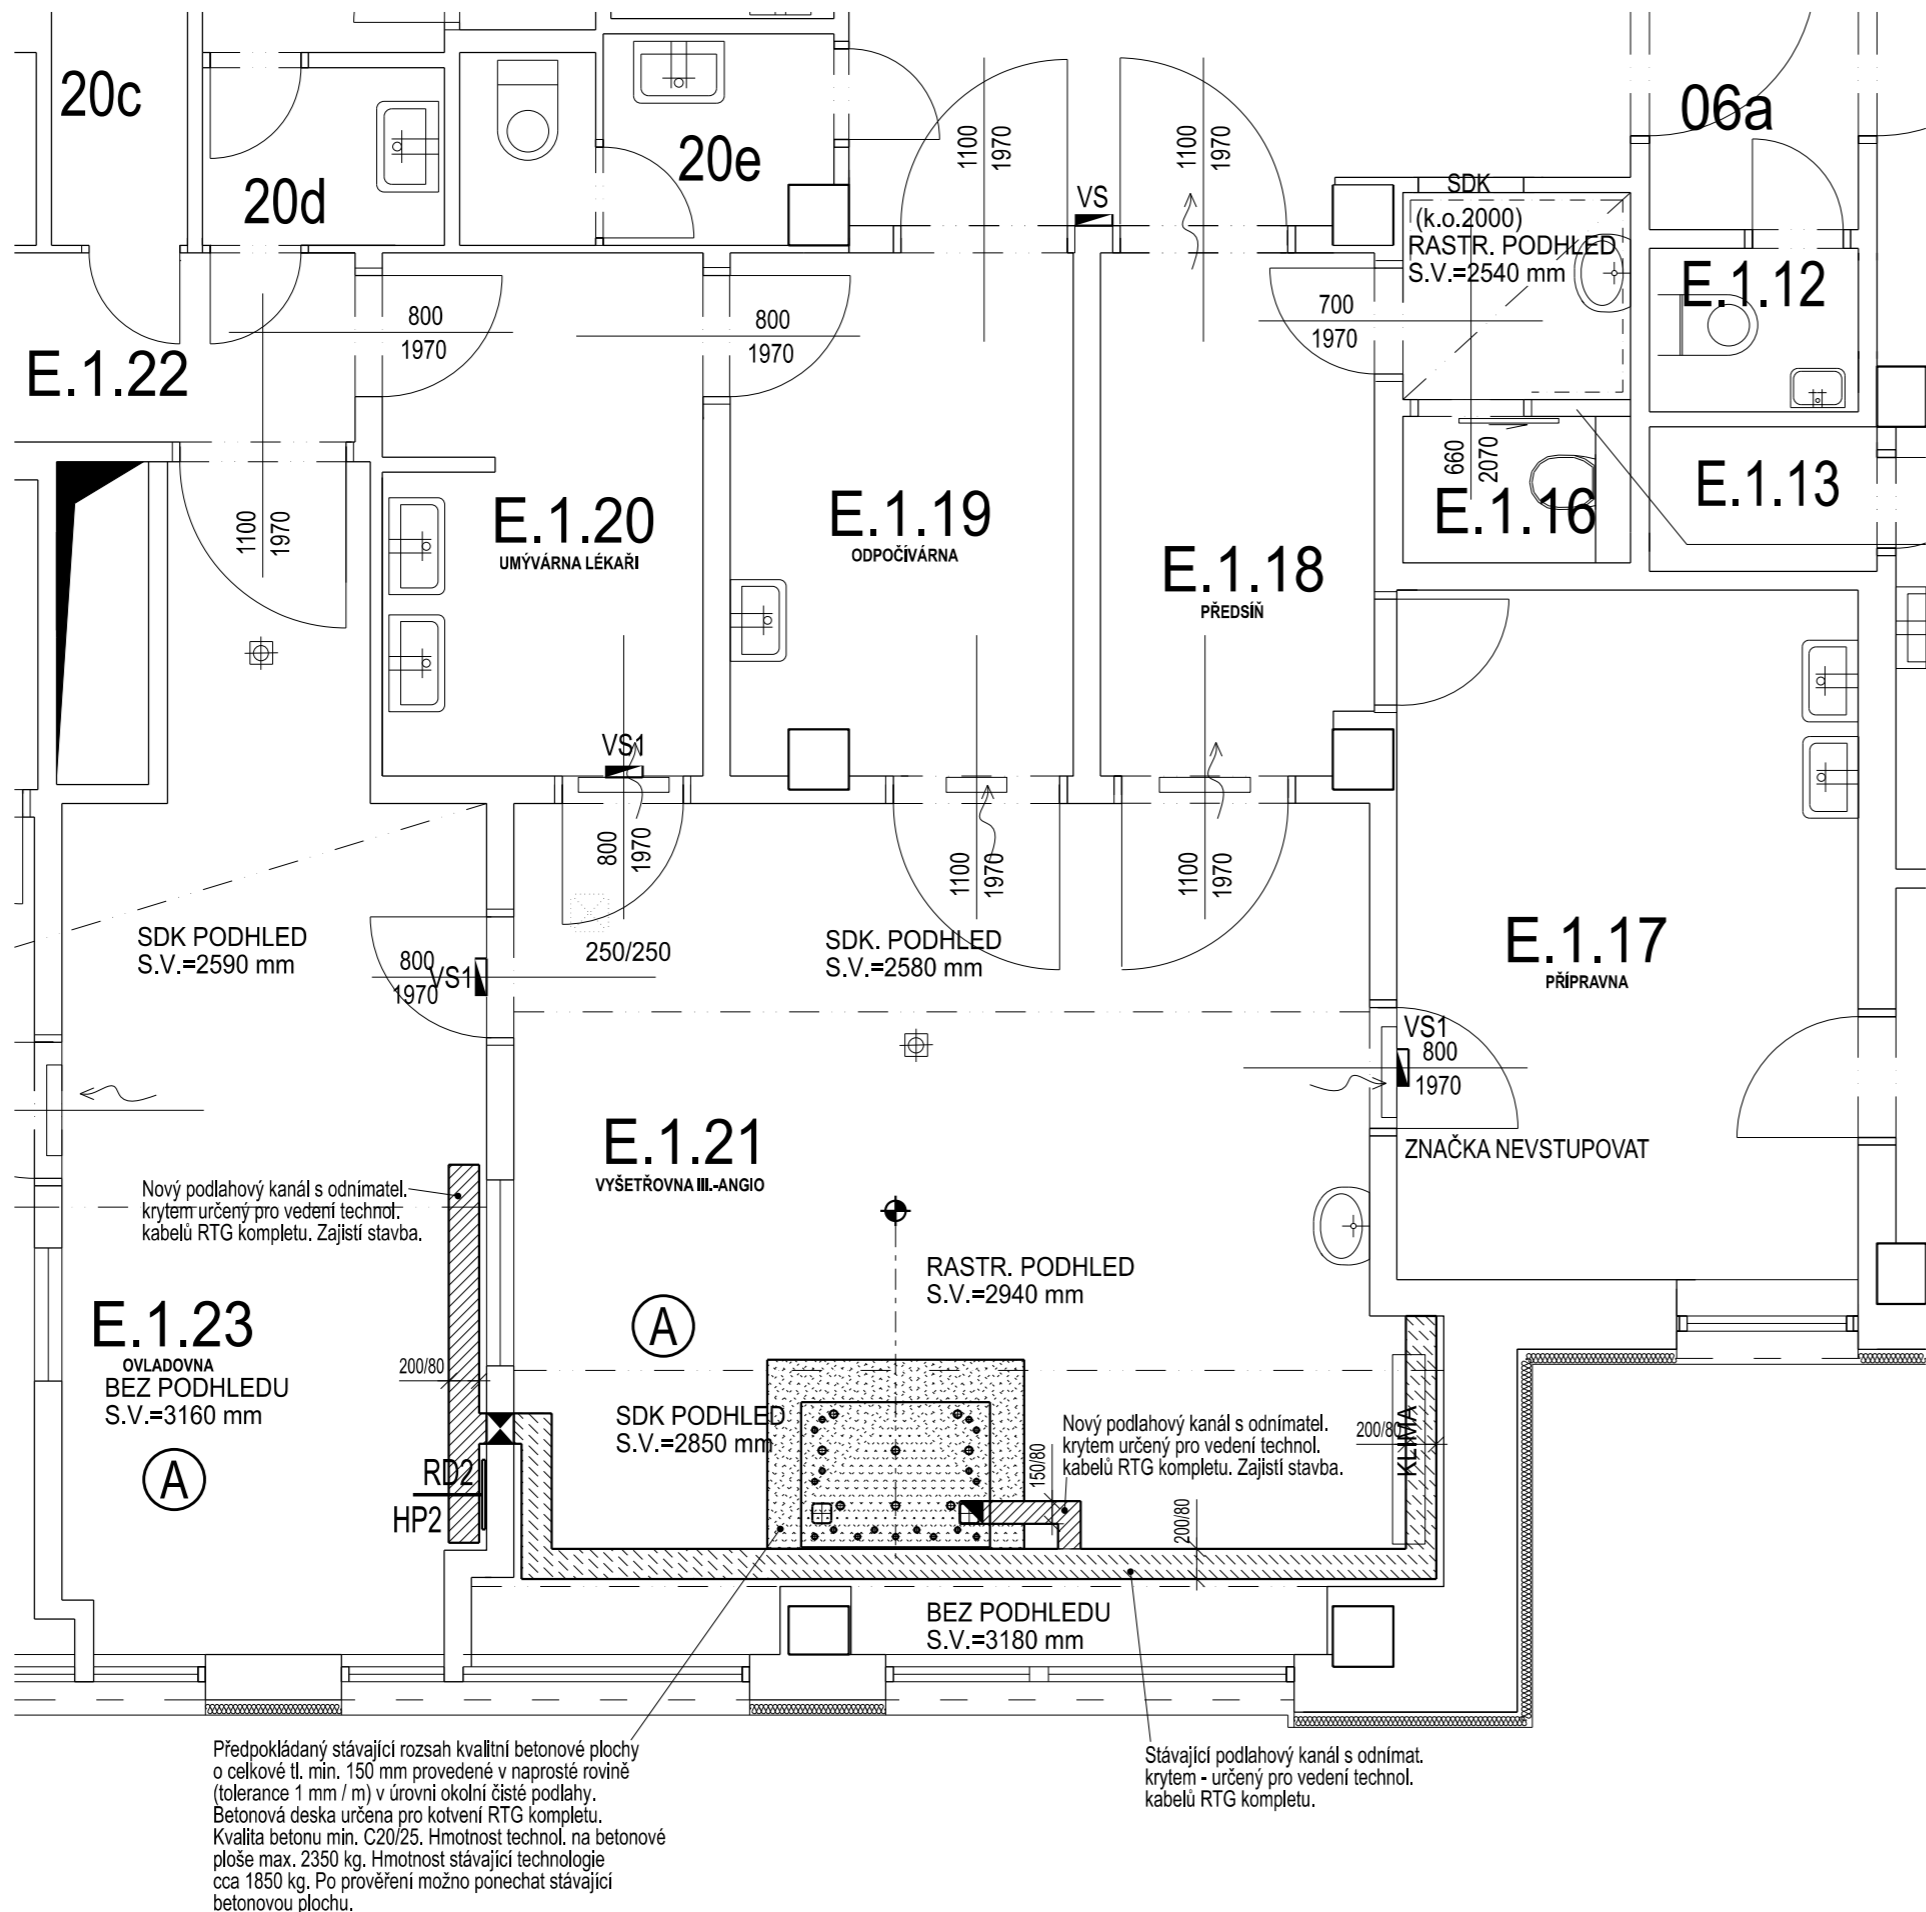 20c
20d
20e
06a
1100
1970
1100
1970
VS
SDK
(k.o.2000)
RASTR. PODHLED
S.V.=2540 mm
E.1.12
E.1.22
800
1970
800
1970
700
1970
660
2070
E.1.16
E.1.13
1100
1970
E.1.20
UMÝVÁRNA LÉKAŘI
E.1.19
ODPOČÍVÁRNA
E.1.18
PŘEDSÍŇ
VS1
800
1970
1100
1970
1100
1970
SDK PODHLED
S.V.=2590 mm
800
1970
VS1
250/250
SDK. PODHLED
S.V.=2580 mm
E.1.17
PŘÍPRAVNA
VS1
800
1970
ZNAČKA NEVSTUPOVAT
E.1.21
VYŠETŘOVNA III.-ANGIO
Nový podlahový kanál s odnímatel.
krytem určený pro vedení technol.
kabelů RTG kompletu. Zajistí stavba.
RASTR. PODHLED
S.V.=2940 mm
E.1.23
OVLADOVNA
BEZ PODHLEDU
S.V.=3160 mm
A
200/80
A
SDK PODHLED
S.V.=2850 mm
Nový podlahový kanál s odnímatel.
krytem určený pro vedení technol.
kabelů RTG kompletu. Zajistí stavba.
150/80
200/80
KLIMA
200/80
RD2
HP2
BEZ PODHLEDU
S.V.=3180 mm
Předpokládaný stávající rozsah kvalitní betonové plochy
o celkové tl. min. 150 mm provedené v naprosté rovině
(tolerance 1 mm / m) v úrovni okolní čisté podlahy.
Betonová deska určena pro kotvení RTG kompletu.
Kvalita betonu min. C20/25. Hmotnost technol. na betonové
ploše max. 2350 kg. Hmotnost stávající technologie
cca 1850 kg. Po prověření možno ponechat stávající
betonovou plochu.
Stávající podlahový kanál s odnímat.
krytem - určený pro vedení technol.
kabelů RTG kompletu.